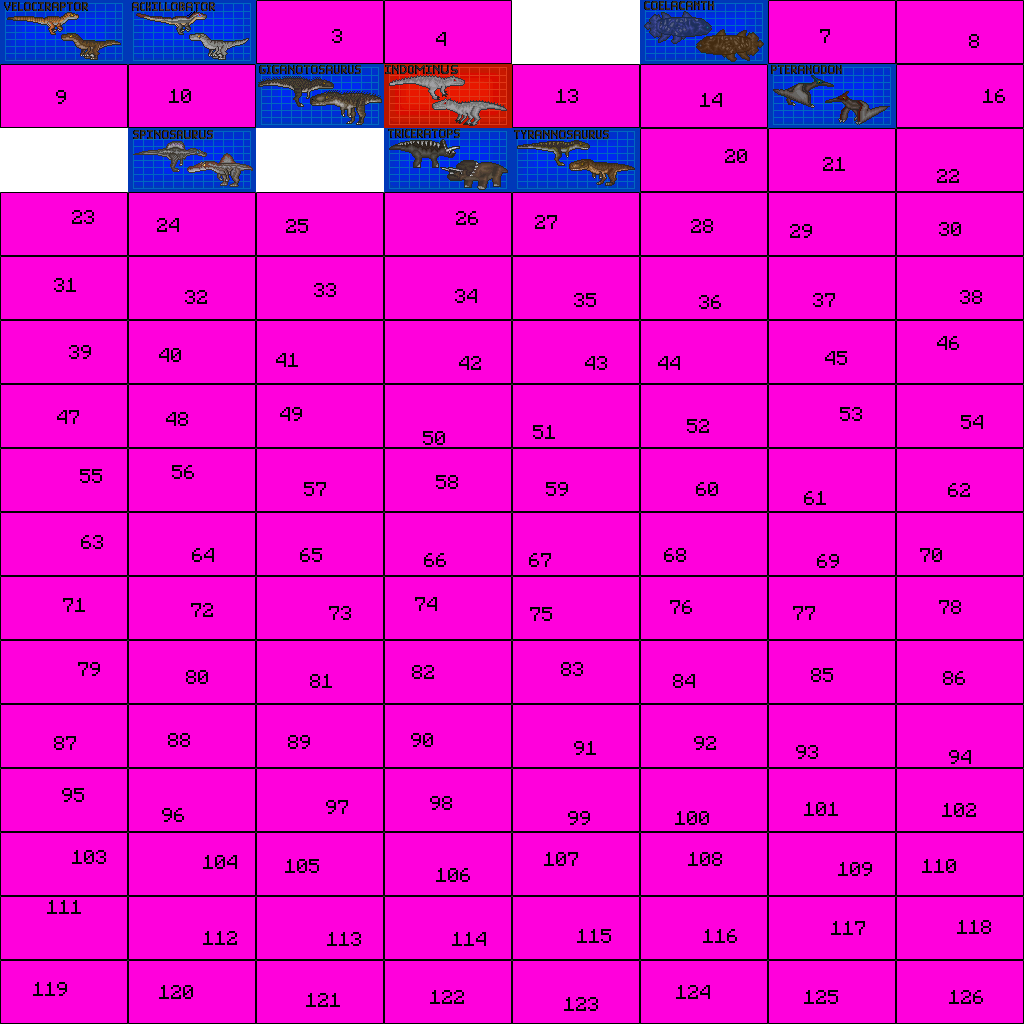 VELOCIRAPTOR ACHILLOBATOR 3 4 COELACANTH 7 8
9 10 GIGANOTOSAURUS INDOMINUS 13 14 PTERANODON 16
SPINOSAURUS TRICERATOPS TYRANNOSAURUS 20 21 22
23 24 25 26 27 28 29 30
31 32 33 34 35 36 37 38
39 40 41 42 43 44 45 46
47 48 49 50 51 52 53 54
55 56 57 58 59 60 61 62
63 64 65 66 67 68 69 70
71 72 73 74 75 76 77 78
79 80 81 82 83 84 85 86
87 88 89 90 91 92 93 94
95 96 97 98 99 100 101 102
103 104 105 106 107 108 109 110
111 112 113 114 115 116 117 118
119 120 121 122 123 124 125 126